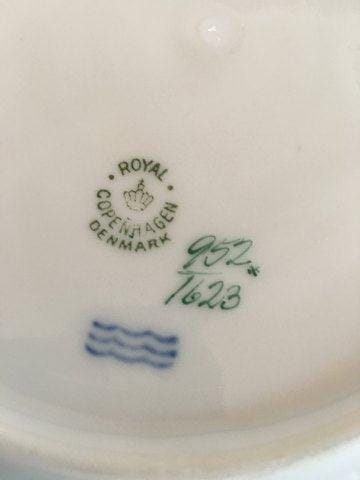 ROYAL
COPENHAGEN
DENMARK
952*
1623